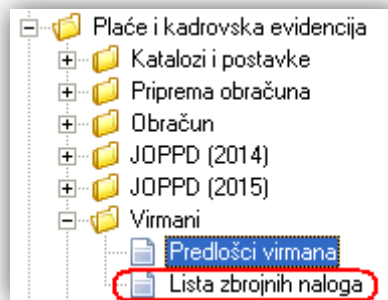 Plaće i kadrovska evidencija
Katalozi i postavke
Priprema obračuna
Obračun
JOPPD (2014)
JOPPD (2015)
Virmani
Predlošci virmana
Lista zbrojnih naloga